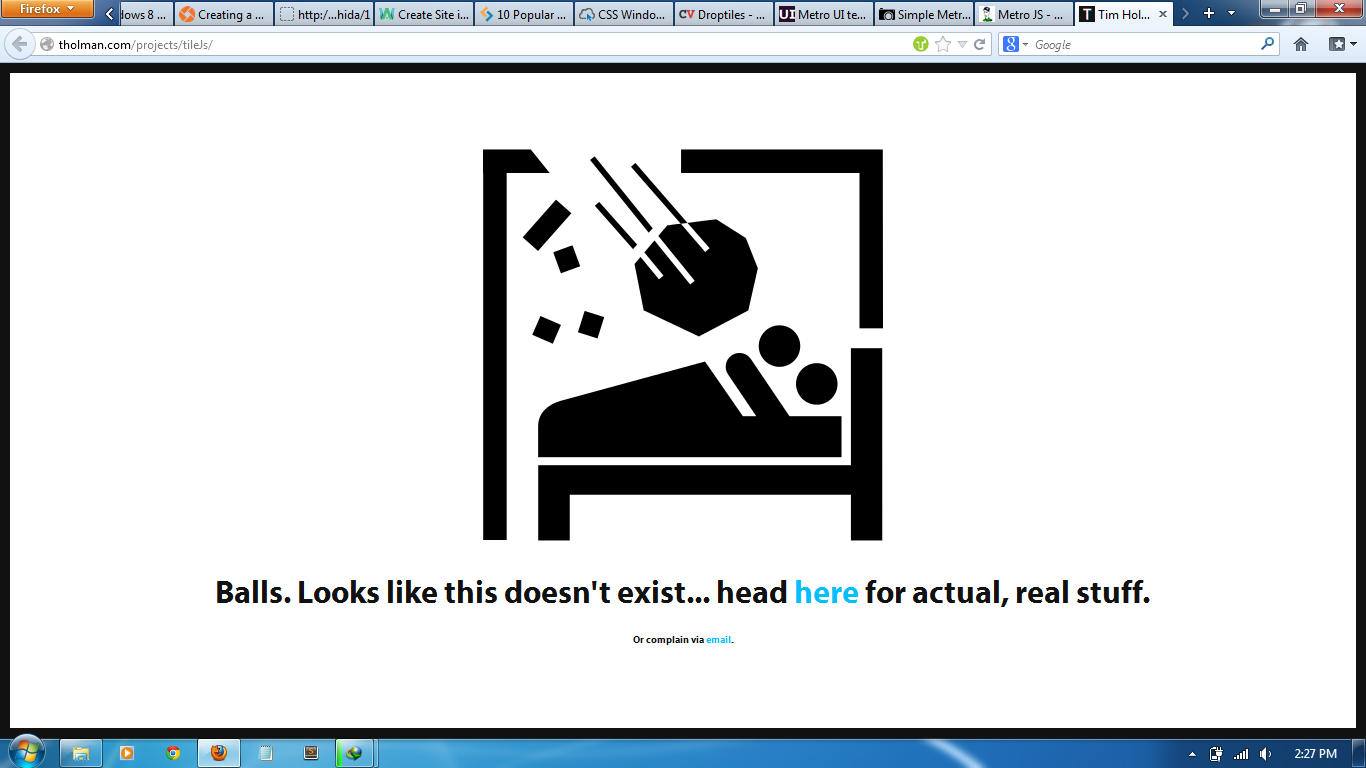 Firefox
dows 8 ...
Creating a ...
http:/...hida/1
Create Site i...
10 Popular ...
CSS Windo...
CV Droptiles - ...
UI Metro UI te...
Simple Metr...
Metro JS - ...
T Tim Hol...
tholman.com/projects/tileJs/
Google
Balls. Looks like this doesn't exist... head here for actual, real stuff.
Or complain via email.
2:27 PM